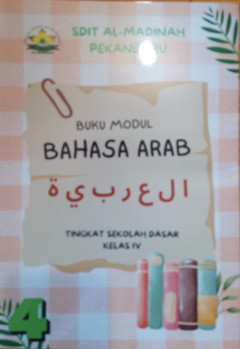 SDIT AL-MADINAH
PEKANBARU
BUKU MODUL
BAHASA ARAB
العربية
TINGKAT SEKOLAH DASAR
KELAS IV
4